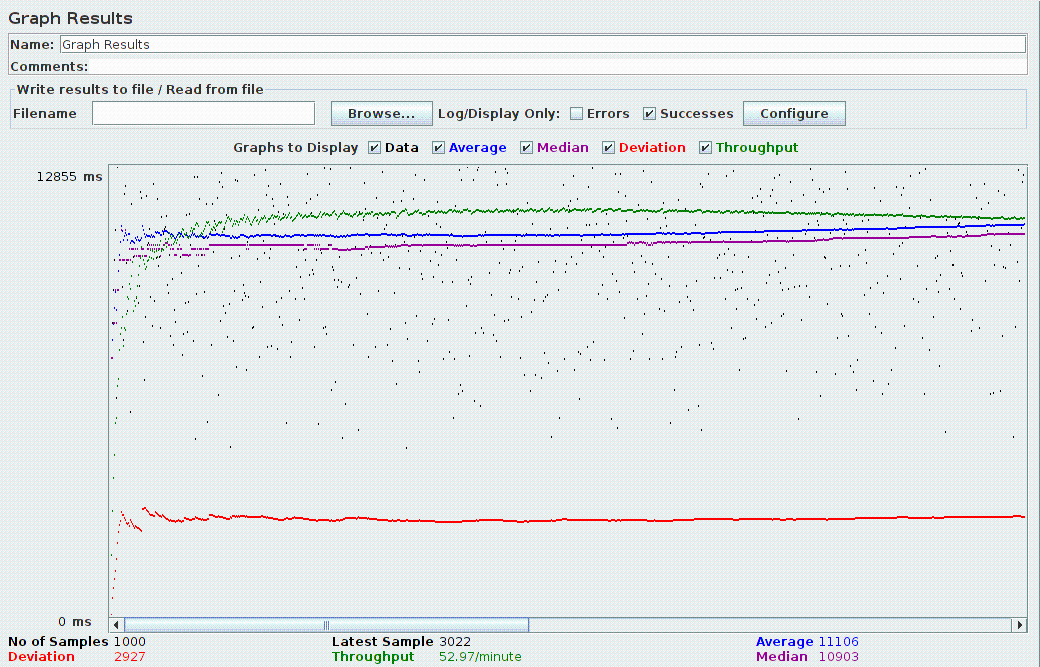 Graph Results
Name: Graph Results
Comments:
Write results to file / Read from file
Filename Browse... Log/Display Only: Errors Successes Configure
Graphs to Display Data Average Median Deviation Throughput
12855 ms
0 ms
No of Samples 1000 Latest Sample 3022 Average 11106
Deviation 2927 Throughput 52.97/minute Median 10903